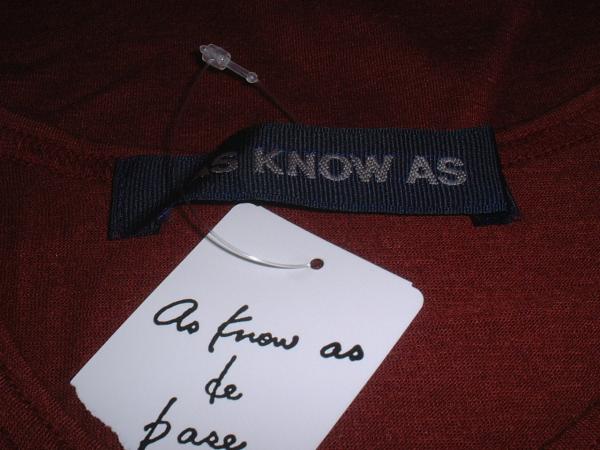 AS KNOW AS
As Know as
de
base